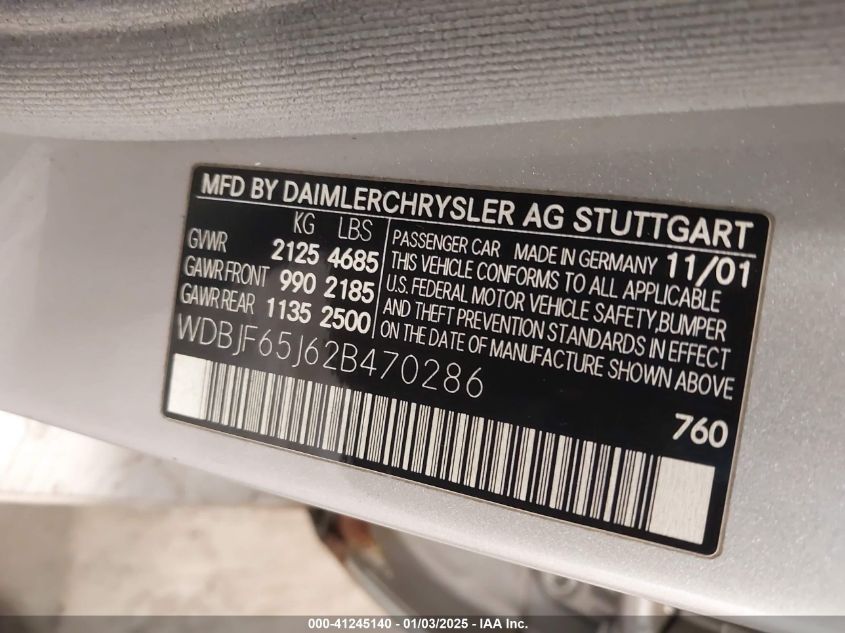 MFD BY DAIMLERCHRYSLER AG STUTTGART
KG LBS
GVWR 2125 4685
GAWR FRONT 990 2185
GAWR REAR 1135 2500
PASSENGER CAR MADE IN GERMANY 11/01
THIS VEHICLE CONFORMS TO ALL APPLICABLE
U.S. FEDERAL MOTOR VEHICLE SAFETY,BUMPER
AND THEFT PREVENTION STANDARDS IN EFFECT
ON THE DATE OF MANUFACTURE SHOWN ABOVE
WDBJF65J62B470286
760
000-41245140 - 01/03/2025 - IAA Inc.